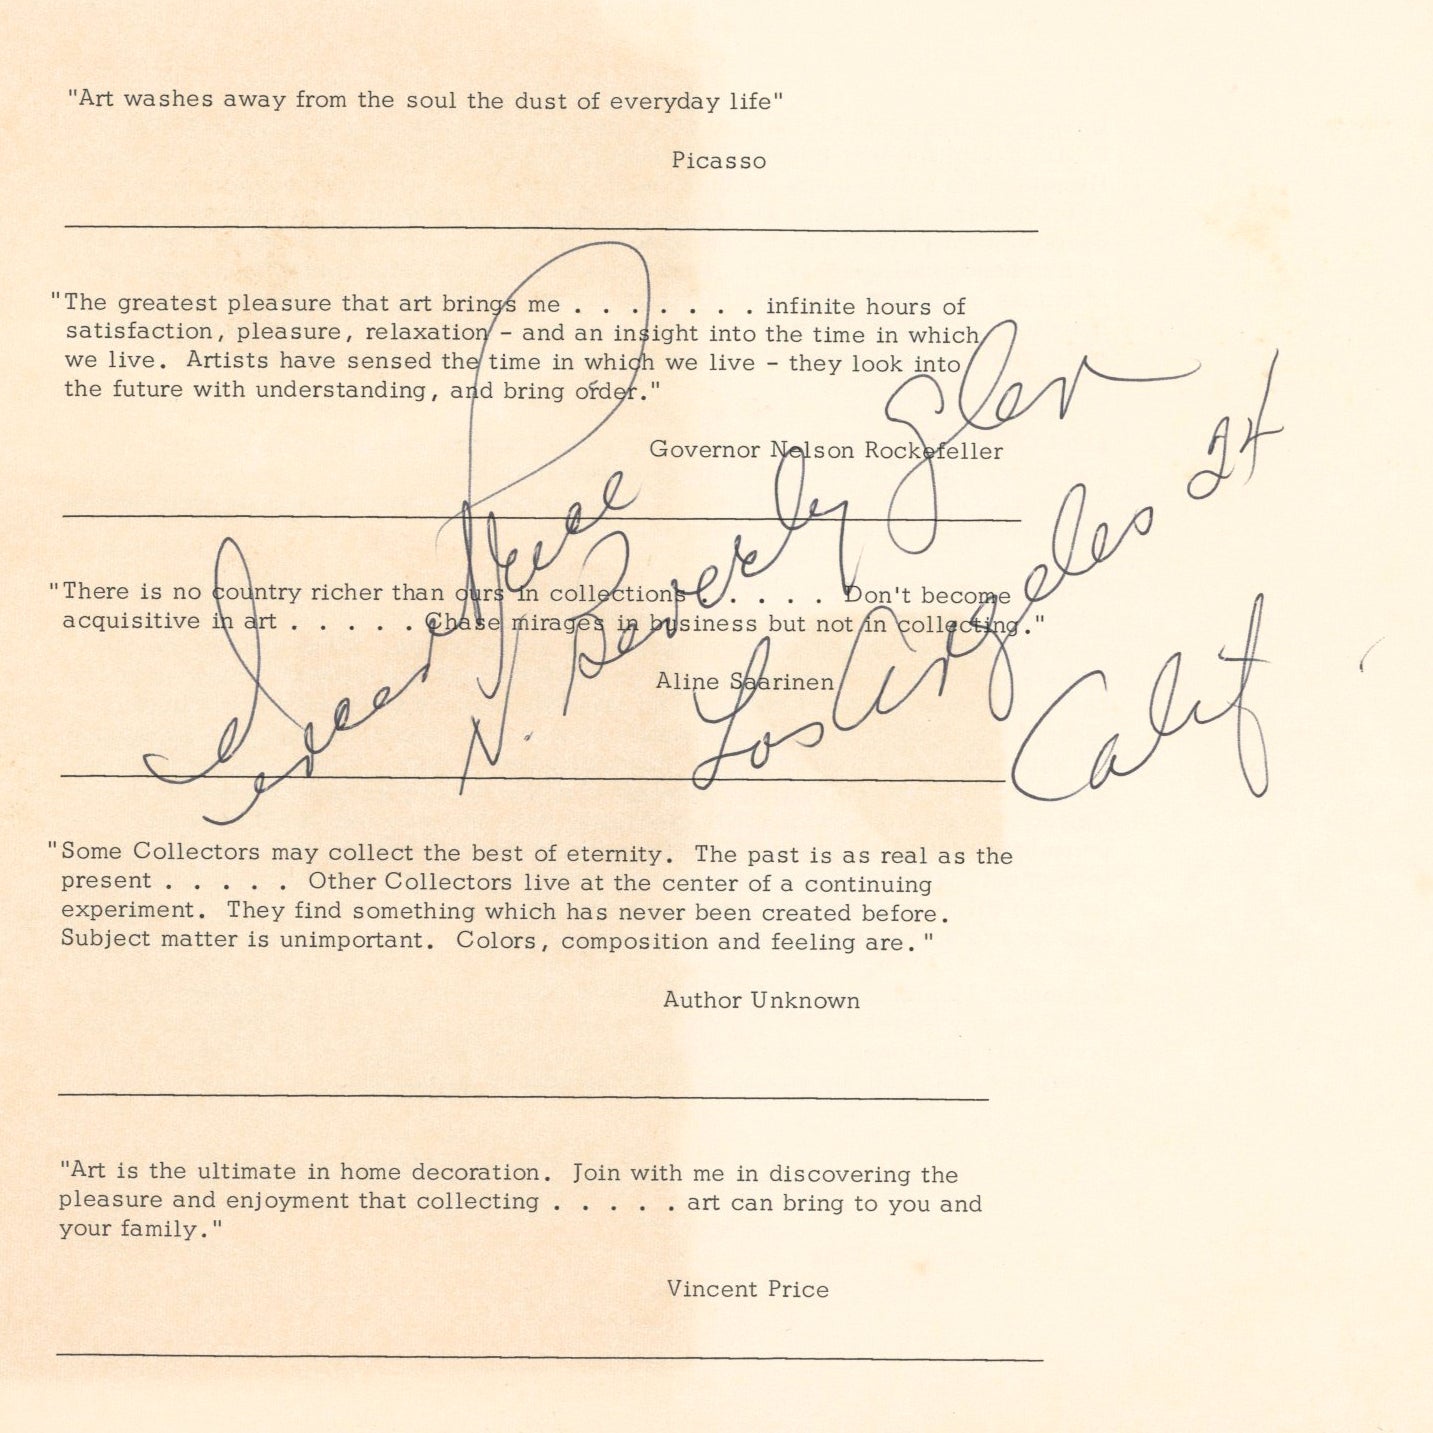 "Art washes away from the soul the dust of everyday life"
Picasso
"The greatest pleasure that art brings me . . . . . . . infinite hours of
satisfaction, pleasure, relaxation - and an insight into the time in which
we live. Artists have sensed the time in which we live - they look into
the future with understanding, and bring order."
Governor Nelson Rockefeller
"There is no country richer than ours in collections . . . . . Don't become
acquisitive in art . . . . . Chase mirages in business but not in collecting."
Aline Saarinen
Vincent Price
N. Beverly Glen
Los Angeles 24
Calif
"Some Collectors may collect the best of eternity. The past is as real as the
present . . . . . Other Collectors live at the center of a continuing
experiment. They find something which has never been created before.
Subject matter is unimportant. Colors, composition and feeling are."
Author Unknown
"Art is the ultimate in home decoration. Join with me in discovering the
pleasure and enjoyment that collecting . . . . . art can bring to you and
your family."
Vincent Price